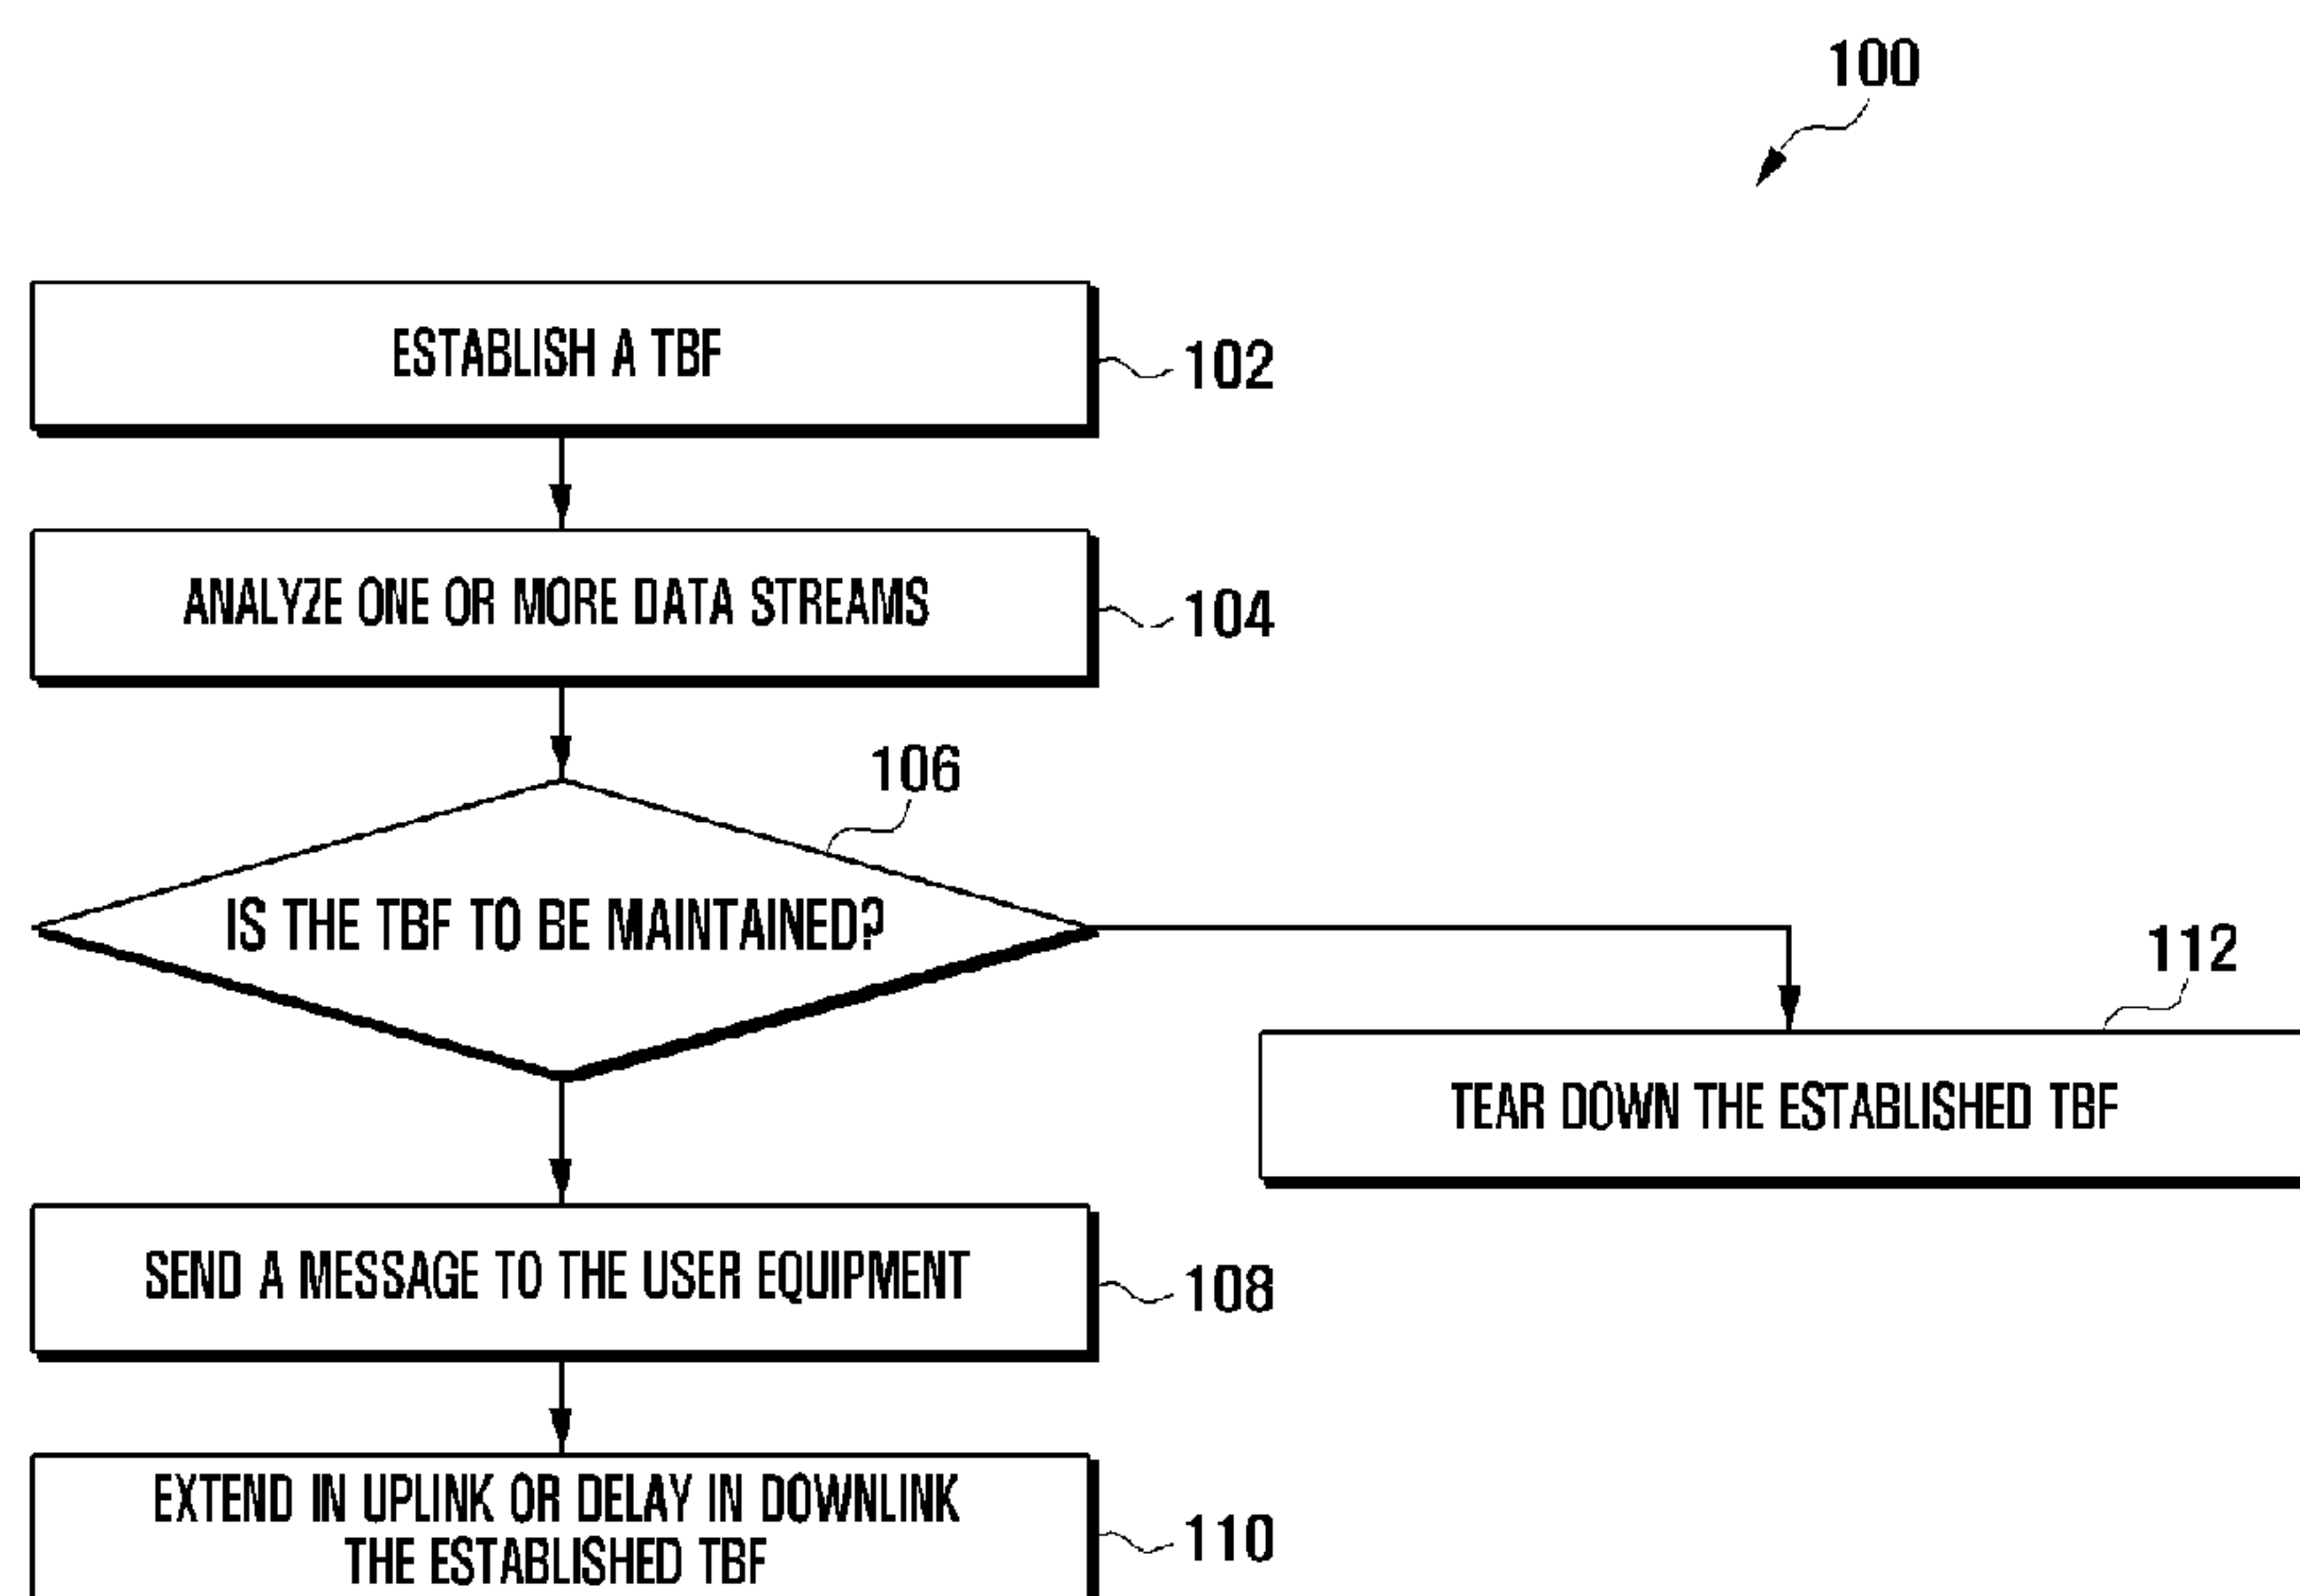 100
ESTABLISH A TBF
102
ANALYZE ONE OR MORE DATA STREAMS
104
106
IS THE TBF TO BE MAINTAINED?
112
TEAR DOWN THE ESTABLISHED TBF
SEND A MESSAGE TO THE USER EQUIPMENT
108
EXTEND IN UPLINK OR DELAY IN DOWNLINK
THE ESTABLISHED TBF
110